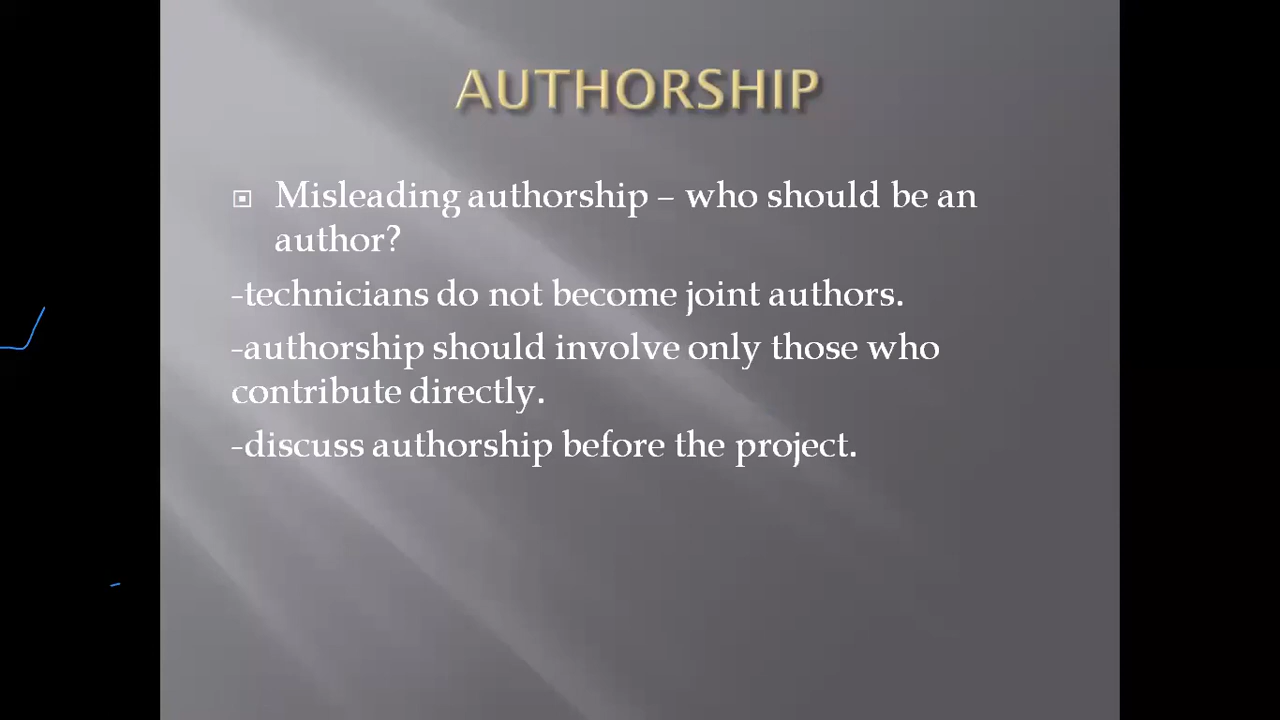 AUTHORSHIP
Misleading authorship – who should be an
author?
-technicians do not become joint authors.
-authorship should involve only those who
contribute directly.
-discuss authorship before the project.